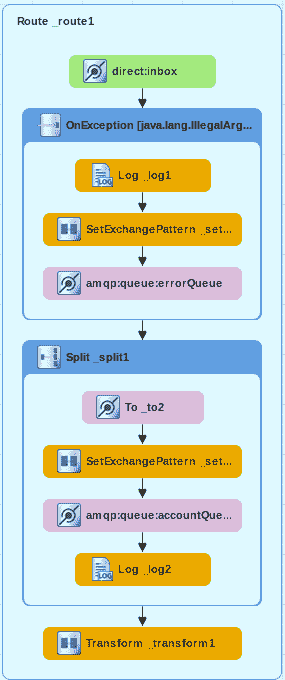 Route _route1
direct:inbox
OnException [java.lang.IllegalArg...
Log _log1
SetExchangePattern _set...
amqp:queue:errorQueue
Split _split1
To _to2
SetExchangePattern _set...
amqp:queue:accountQue...
Log _log2
Transform _transform1